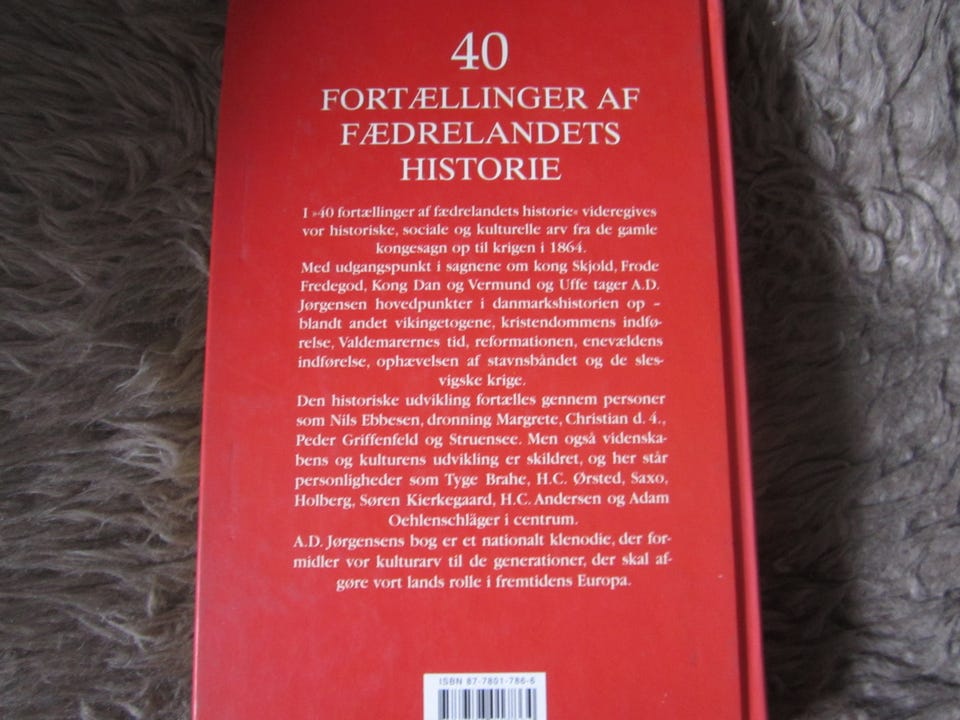 40
FORTÆLLINGER AF
FÆDRELANDETS
HISTORIE
I »40 fortællinger af fædrelandets historie« videregives
vor historiske, sociale og kulturelle arv fra de gamle
kongesagn op til krigen i 1864.
Med udgangspunkt i sagnene om kong Skjold, Frode
Fredegod, Kong Dan og Vermund og Uffe tager A.D.
Jørgensen hovedpunkter i danmarkshistorien op –
blandt andet vikingetogene, kristendommens indfø-
relse, Valdemarernes tid, reformationen, enevældens
indførelse, ophævelsen af stavnsbåndet og de sles-
vigske krige.
Den historiske udvikling fortælles gennem personer
som Nils Ebbesen, dronning Margrete, Christian d. 4.,
Peder Griffenfeld og Struensee. Men også videnska-
bens og kulturens udvikling er skildret, og her står
personligheder som Tyge Brahe, H.C. Ørsted, Saxo,
Holberg, Søren Kierkegaard, H.C. Andersen og Adam
Oehlenschläger i centrum.
A.D. Jørgensens bog er et nationalt klenodie, der for-
midler vor kulturarv til de generationer, der skal af-
gøre vort lands rolle i fremtidens Europa.
ISBN 87-7801-786-6